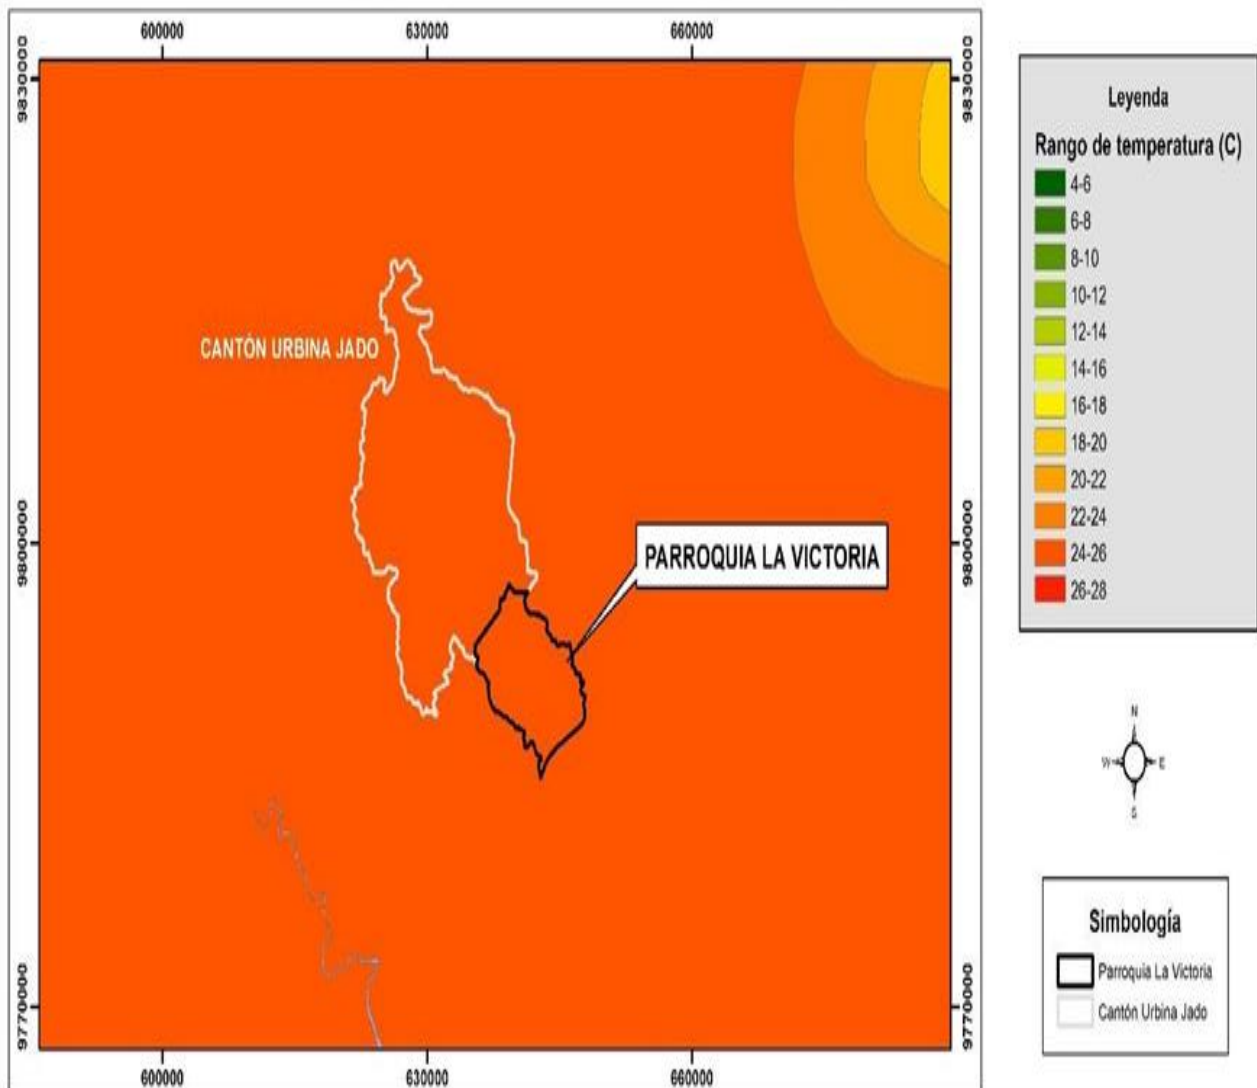 600000
630000
660000
9830000
9830000
CANTÓN URBINA JADO
9800000
9800000
PARROQUIA LA VICTORIA
9770000
9770000
600000
630000
660000
Leyenda
Rango de temperatura (C)
4-6
6-8
8-10
10-12
12-14
14-16
16-18
18-20
20-22
22-24
24-26
26-28
N
W
E
S
Simbología
Parroquia La Victoria
Cantón Urbina Jado